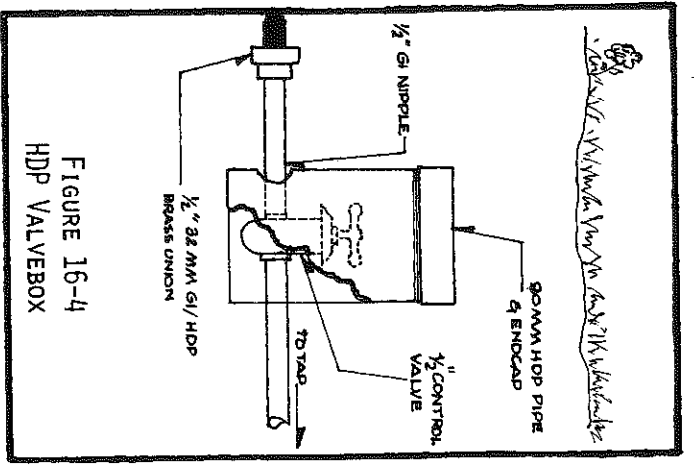 90MM HDP PIPE
& ENDCAP
½" GI NIPPLE
½" CONTROL
VALVE
TO TAP
½" 32 MM GI/HDP
BRASS UNION
FIGURE 16-4
HDP VALVEBOX